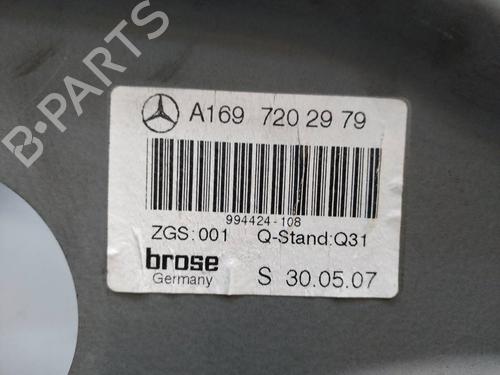 A169 720 29 79
994424-108
ZGS:001 Q-Stand:Q31
brose
Germany
S 30.05.07
B-PARTS